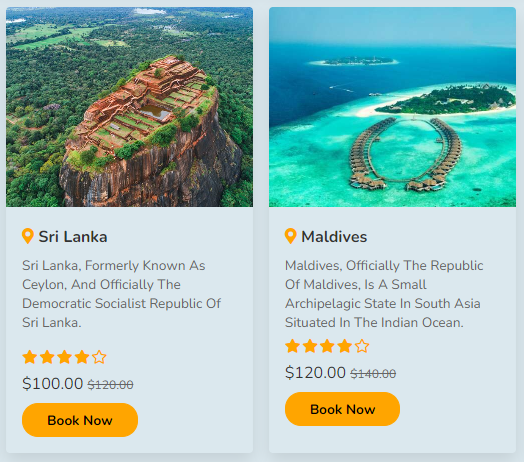 Sri Lanka
Sri Lanka, Formerly Known As
Ceylon, And Officially The
Democratic Socialist Republic Of
Sri Lanka.
$100.00 $120.00
Book Now
Maldives
Maldives, Officially The Republic
Of Maldives, Is A Small
Archipelagic State In South Asia
Situated In The Indian Ocean.
$120.00 $140.00
Book Now